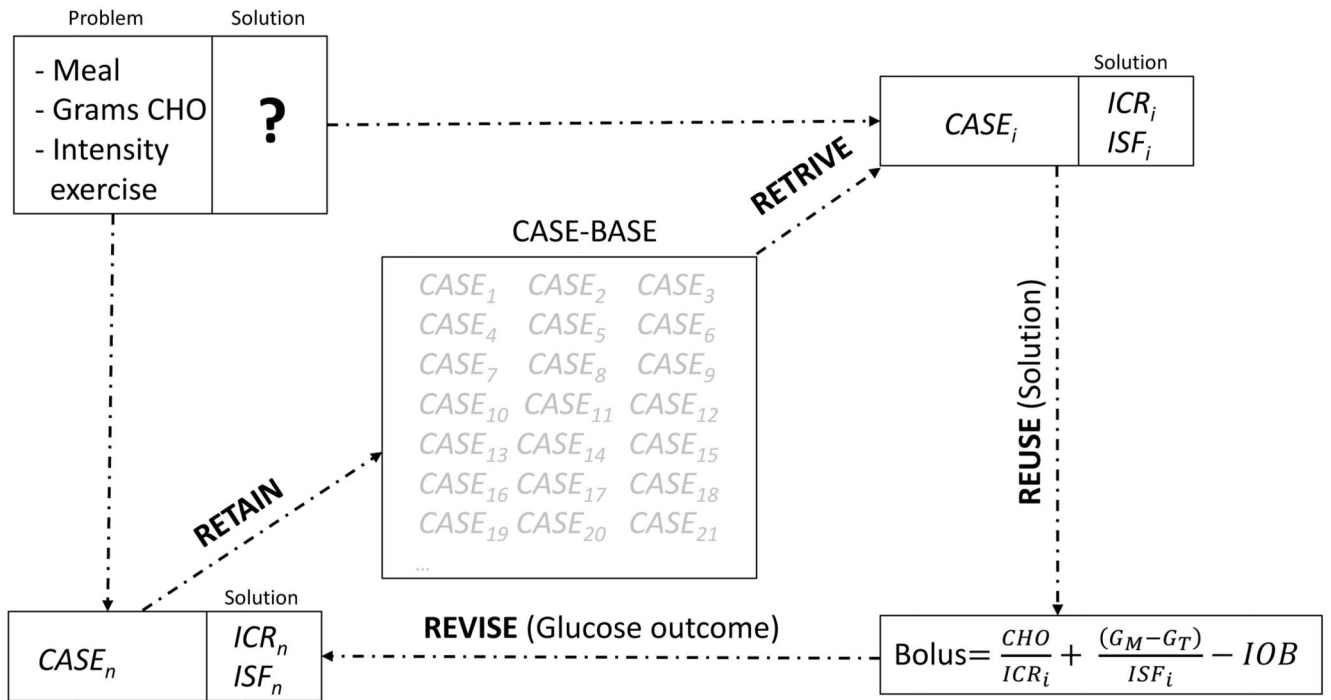 Problem Solution
- Meal
- Grams CHO
- Intensity
exercise
?
Solution
CASE_i
ICR_i
ISF_i
RETRIVE
CASE-BASE
CASE_1 CASE_2 CASE_3
CASE_4 CASE_5 CASE_6
CASE_7 CASE_8 CASE_9
CASE_10 CASE_11 CASE_12
CASE_13 CASE_14 CASE_15
CASE_16 CASE_17 CASE_18
CASE_19 CASE_20 CASE_21
...
REUSE (Solution)
RETAIN
Solution
CASE_n
ICR_n
ISF_n
REVISE (Glucose outcome)
Bolus= CHO/ICR_i + (G_M−G_T)/ISF_i − IOB